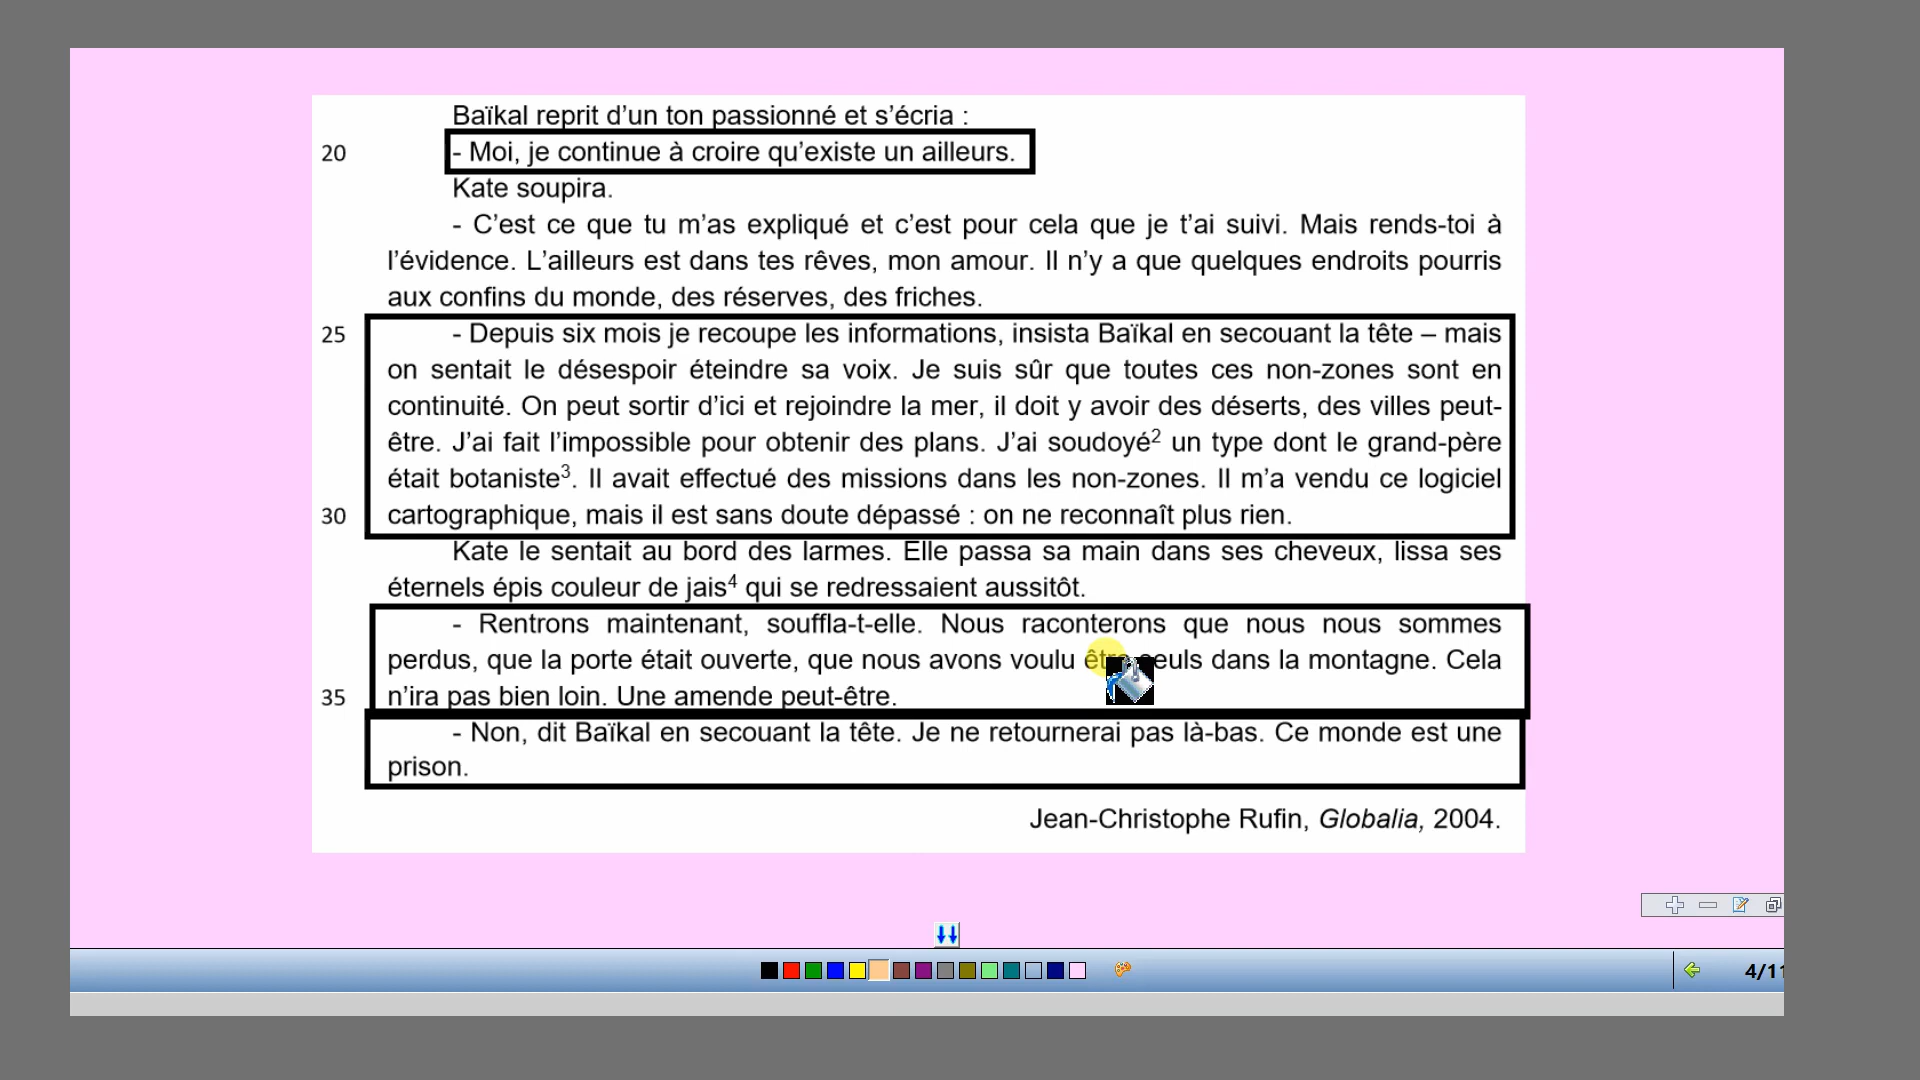 Baïkal reprit d’un ton passionné et s’écria :
20 - Moi, je continue à croire qu’existe un ailleurs.
Kate soupira.
- C’est ce que tu m’as expliqué et c’est pour cela que je t’ai suivi. Mais rends-toi à
l’évidence. L’ailleurs est dans tes rêves, mon amour. Il n’y a que quelques endroits pourris
aux confins du monde, des réserves, des friches.
25 - Depuis six mois je recoupe les informations, insista Baïkal en secouant la tête – mais
on sentait le désespoir éteindre sa voix. Je suis sûr que toutes ces non-zones sont en
continuité. On peut sortir d’ici et rejoindre la mer, il doit y avoir des déserts, des villes peut-
être. J’ai fait l’impossible pour obtenir des plans. J’ai soudoyé² un type dont le grand-père
était botaniste³. Il avait effectué des missions dans les non-zones. Il m’a vendu ce logiciel
30 cartographique, mais il est sans doute dépassé : on ne reconnaît plus rien.
Kate le sentait au bord des larmes. Elle passa sa main dans ses cheveux, lissa ses
éternels épis couleur de jais⁴ qui se redressaient aussitôt.
- Rentrons maintenant, souffla-t-elle. Nous raconterons que nous nous sommes
perdus, que la porte était ouverte, que nous avons voulu être seuls dans la montagne. Cela
35 n’ira pas bien loin. Une amende peut-être.
- Non, dit Baïkal en secouant la tête. Je ne retournerai pas là-bas. Ce monde est une
prison.
Jean-Christophe Rufin, Globalia, 2004.
4/11